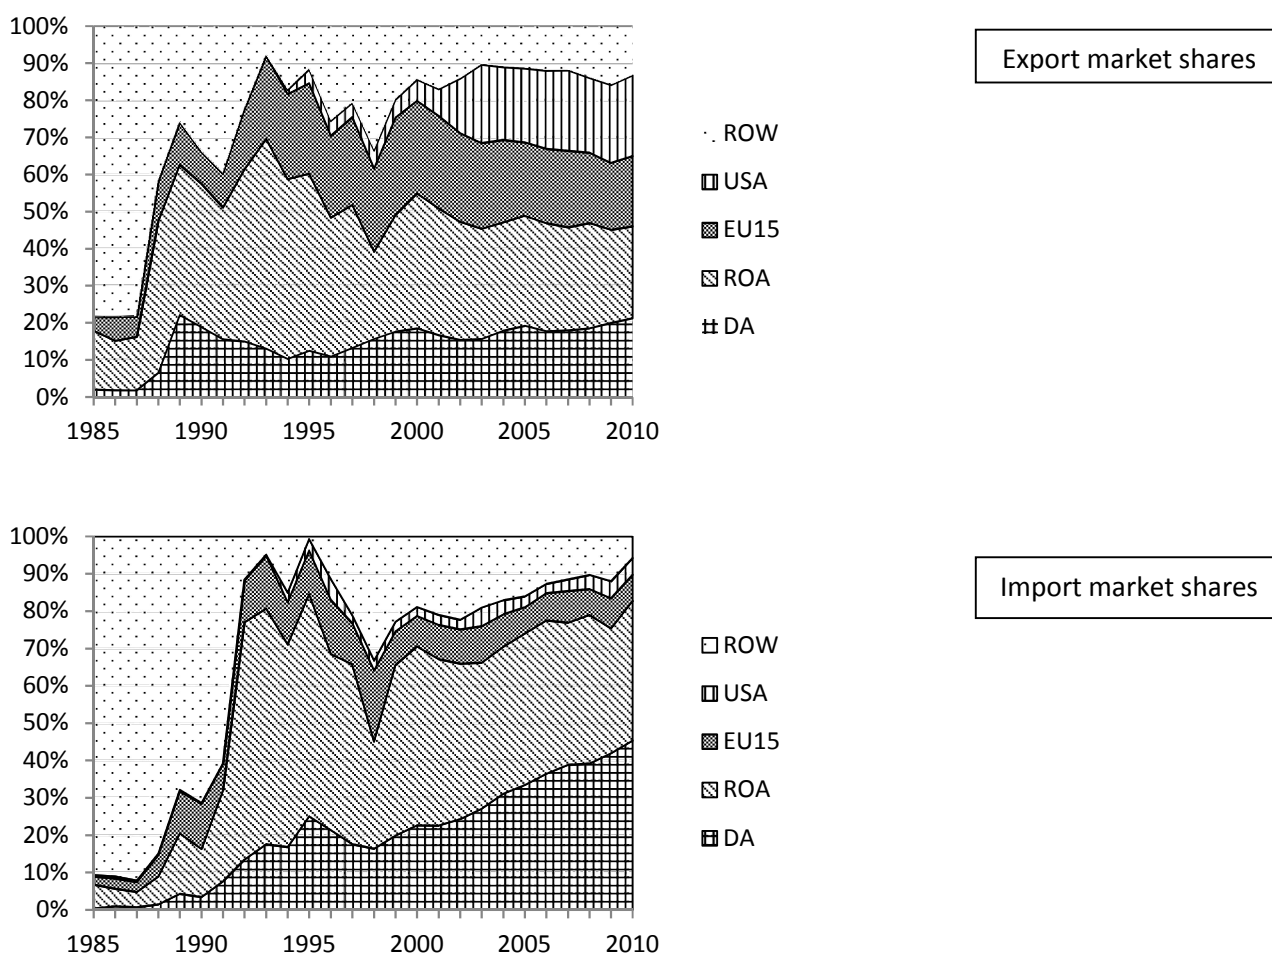 100%
90%
80%
70%
60%
50%
40%
30%
20%
10%
0%
1985 1990 1995 2000 2005 2010
Export market shares
ROW
USA
EU15
ROA
DA
100%
90%
80%
70%
60%
50%
40%
30%
20%
10%
0%
1985 1990 1995 2000 2005 2010
Import market shares
ROW
USA
EU15
ROA
DA